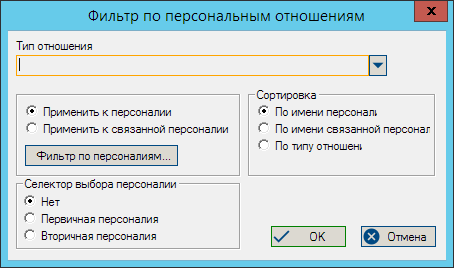 Фильтр по персональным отношениям
Тип отношения
Применить к персоналии
Применить к связанной персоналии
Фильтр по персоналиям...
Сортировка
По имени персонали
По имени связанной персонал
По типу отношени
Селектор выбора персоналии
Нет
Первичная персоналия
Вторичная персоналия
OK
Отмена